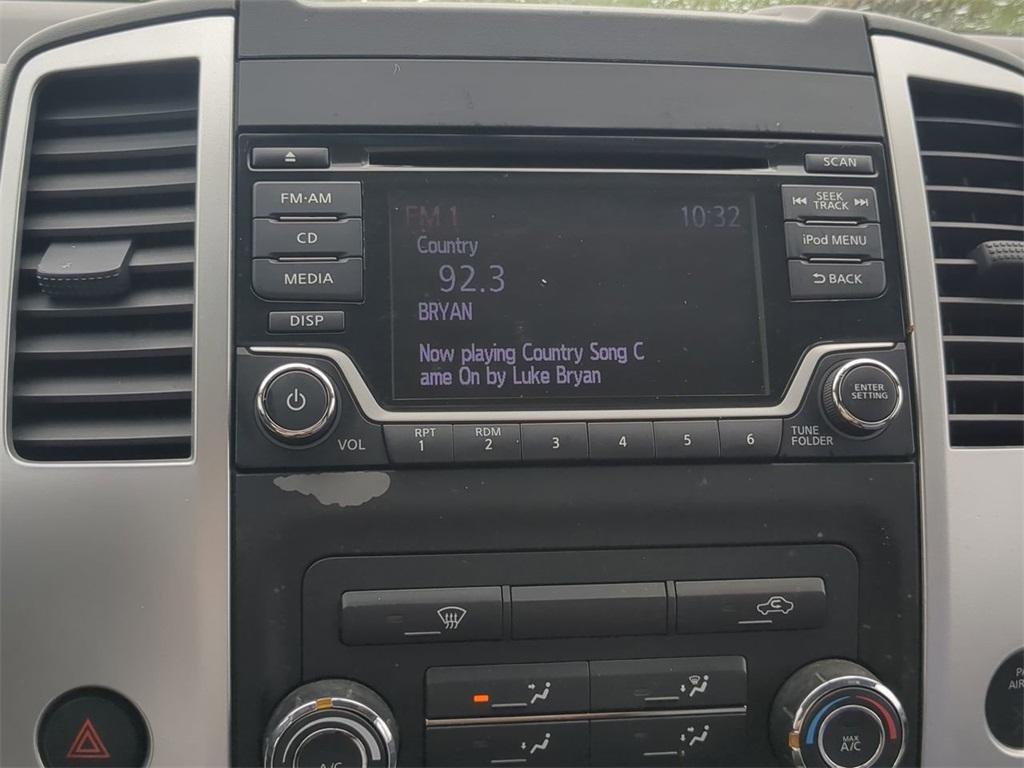 SCAN
FM·AM
CD
MEDIA
DISP
FM 1
10:32
Country
92.3
BRYAN
Now playing Country Song C
ame On by Luke Bryan
SEEK
TRACK
iPod MENU
BACK
ENTER
SETTING
VOL
RPT
1
RDM
2
3
4
5
6
TUNE
FOLDER
A/C
MAX
A/C